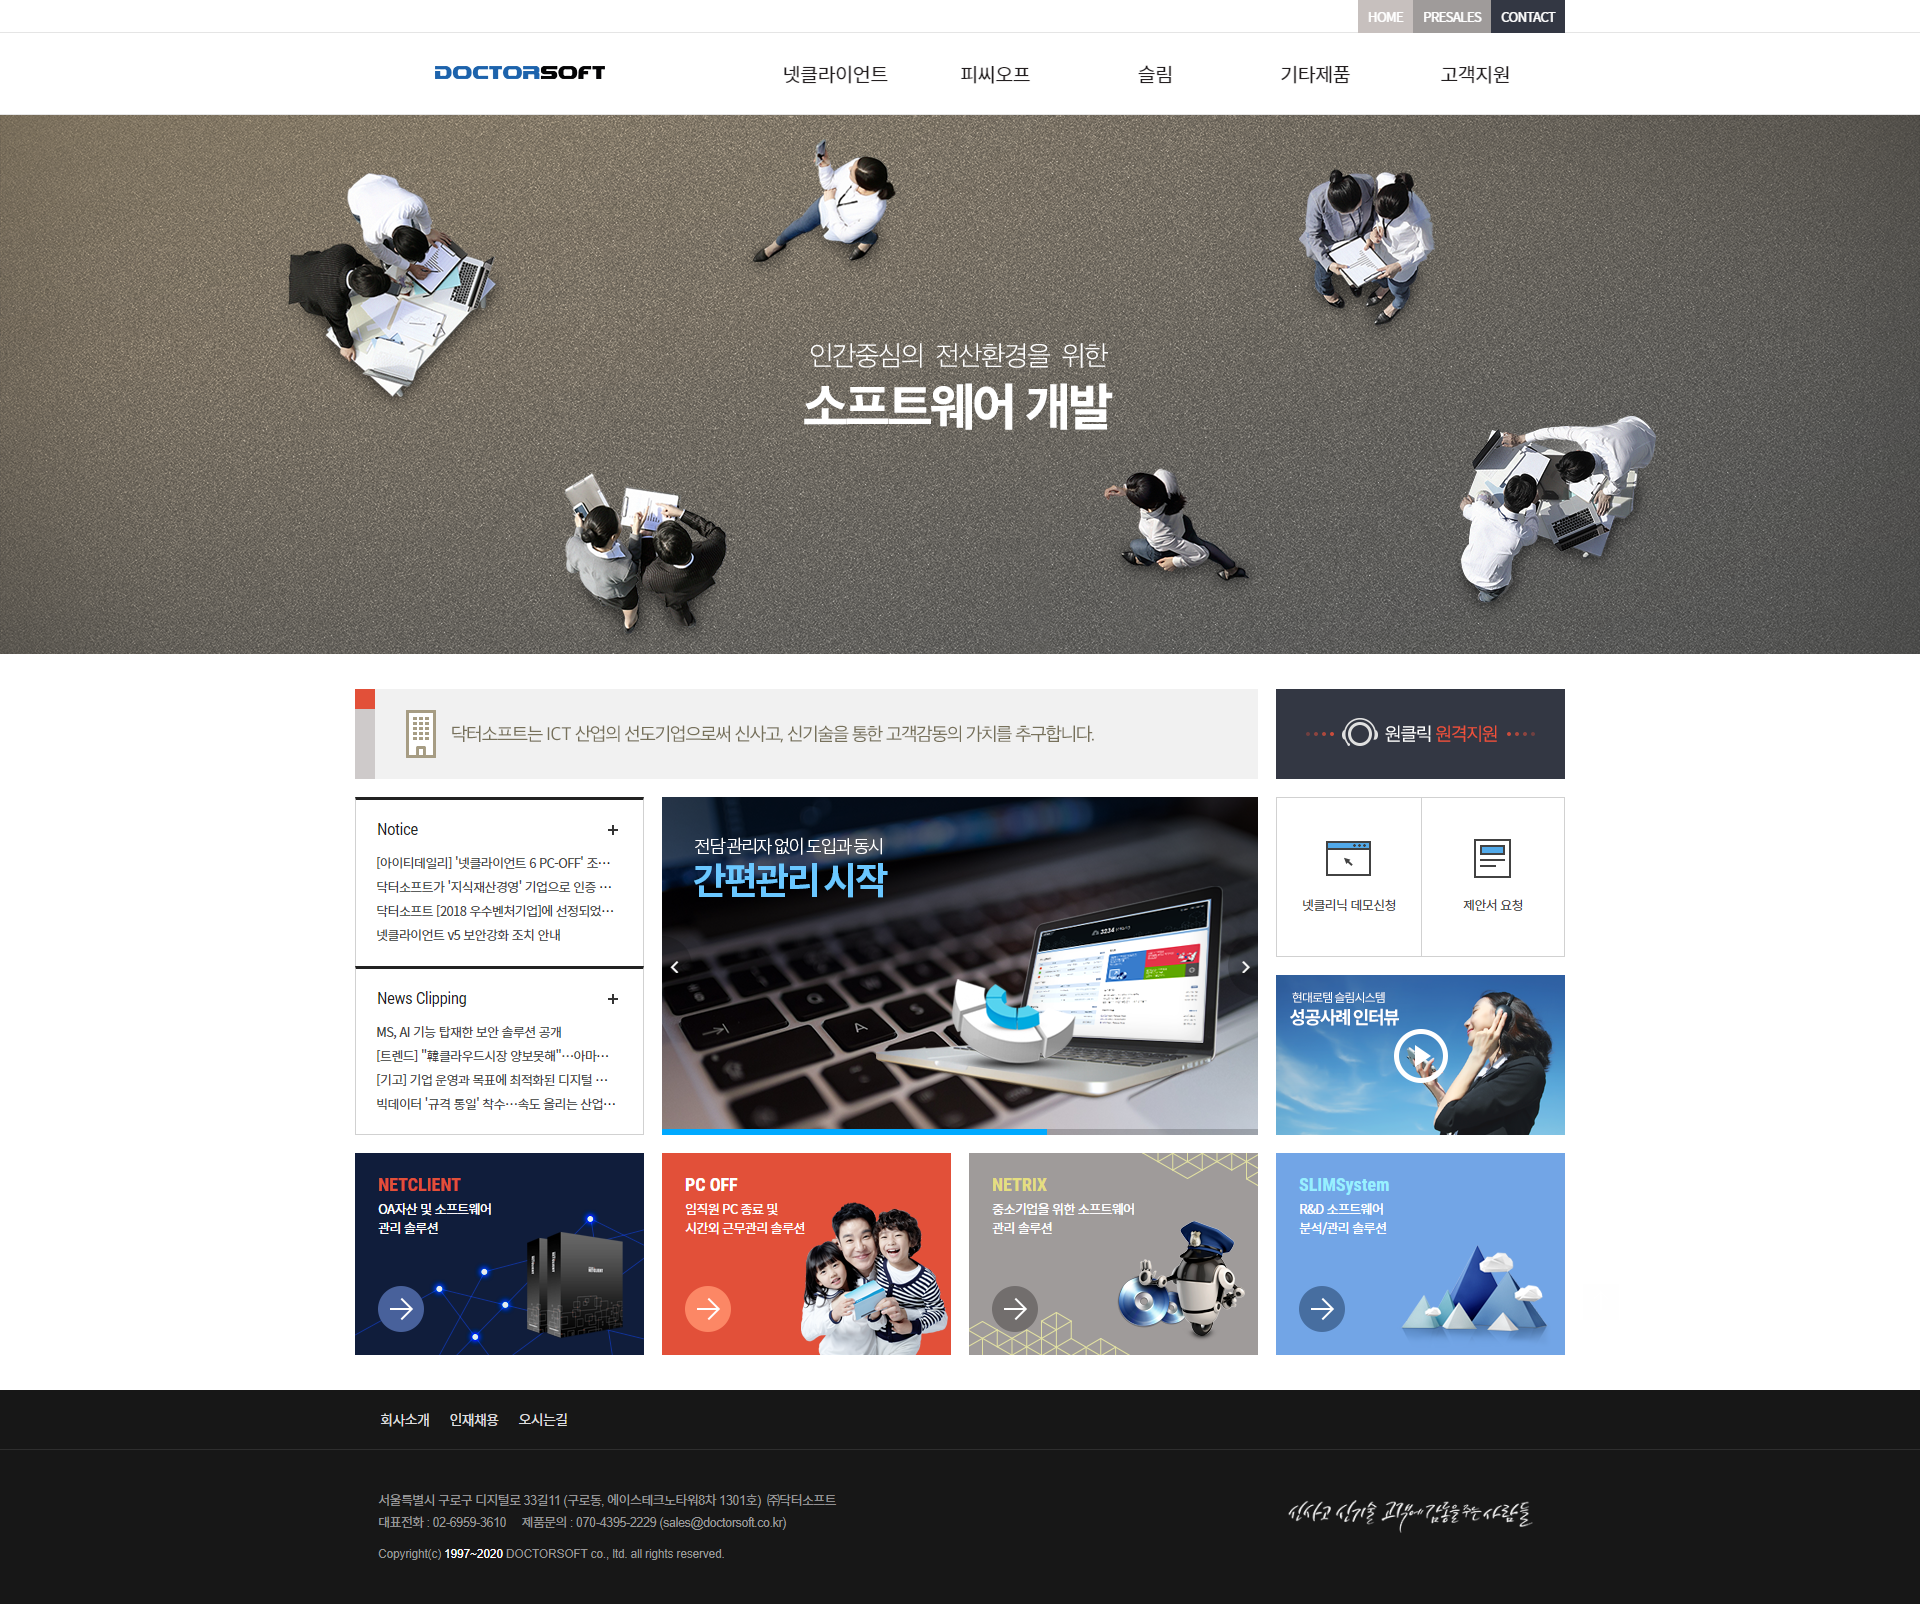 HOME PRESALES CONTACT
DOCTORSOFT
넷클라이언트 피씨오프 슬림 기타제품 고객지원
인간중심의 전산환경을 위한
소프트웨어 개발
닥터소프트는 ICT 산업의 선도기업으로써 신사고, 신기술을 통한 고객감동의 가치를 추구합니다.
원클릭 원격지원
Notice
[아이티데일리] '넷클라이언트 6 PC-OFF' 조…
닥터소프트가 '지식재산경영' 기업으로 인증 …
닥터소프트 [2018 우수벤처기업]에 선정되었…
넷클라이언트 v5 보안강화 조치 안내
News Clipping
MS, AI 기능 탑재한 보안 솔루션 공개
[트렌드] "韓클라우드시장 양보못해"…아마…
[기고] 기업 운영과 목표에 최적화된 디지털 …
빅데이터 '규격 통일' 착수…속도 올리는 산업…
전담 관리자 없이 도입과 동시
간편관리 시작
2234
A
넷클리닉 데모신청
제안서 요청
현대로템 슬림시스템
성공사례 인터뷰
NETCLIENT
OA자산 및 소프트웨어
관리 솔루션
PC OFF
임직원 PC 종료 및
시간외 근무관리 솔루션
NETRIX
중소기업을 위한 소프트웨어
관리 솔루션
SLIMSystem
R&D 소프트웨어
분석/관리 솔루션
회사소개 인재채용 오시는길
서울특별시 구로구 디지털로 33길11 (구로동, 에이스테크노타워8차 1301호) ㈜닥터소프트
대표전화 : 02-6959-3610 제품문의 : 070-4395-2229 (sales@doctorsoft.co.kr)
신사고 신기술 고객에 감동을 주는 사람들
Copyright(c) 1997~2020 DOCTORSOFT co., ltd. all rights reserved.